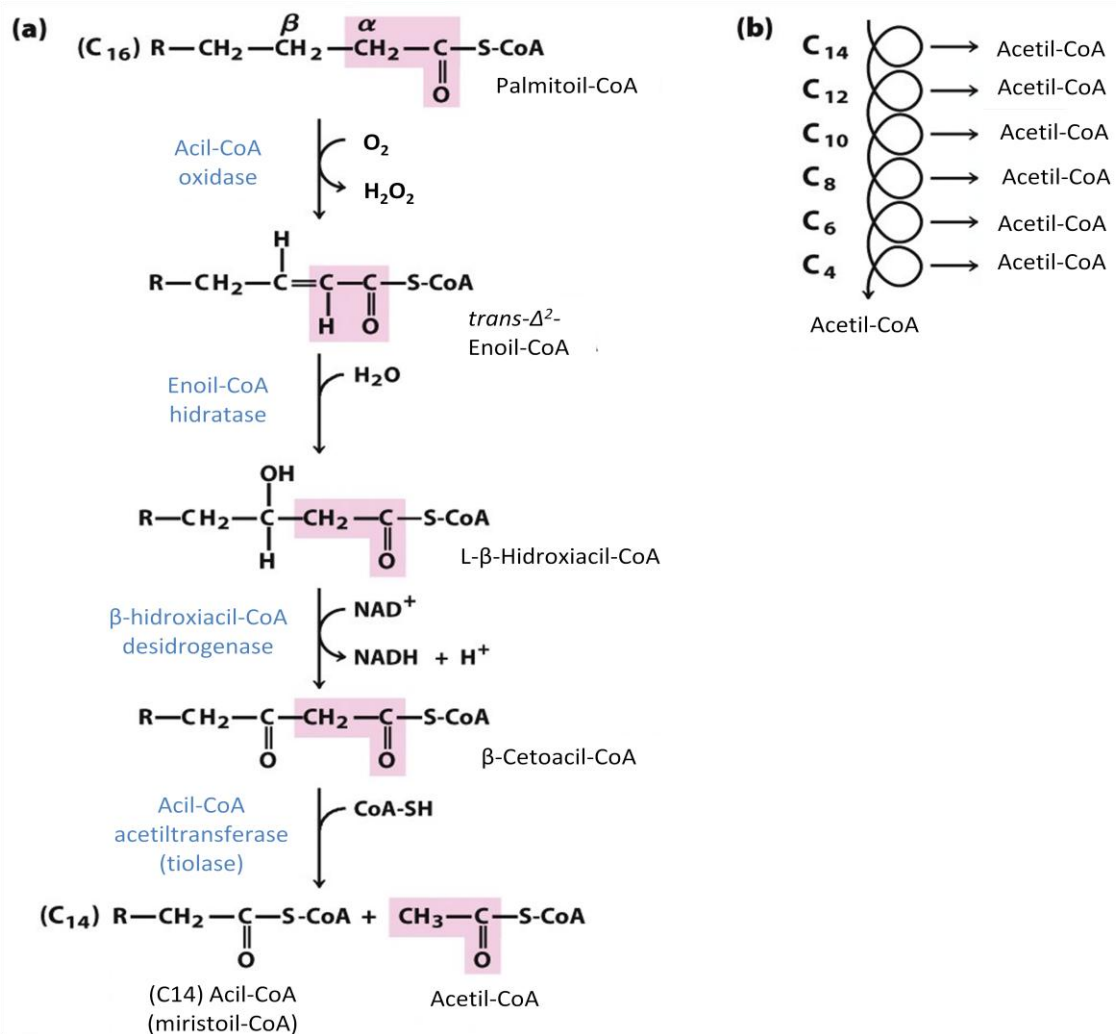 (a)
β
α
(C₁₆) R—CH₂—CH₂—CH₂—C—S-CoA
O
Palmitoil-CoA
Acil-CoA
oxidase
O₂
H₂O₂
H
R—CH₂—C=C—C—S-CoA
H
O
trans-Δ²-
Enoil-CoA
Enoil-CoA
hidratase
H₂O
OH
R—CH₂—C—CH₂—C—S-CoA
H
O
L-β-Hidroxiacil-CoA
β-hidroxiacil-CoA
desidrogenase
NAD⁺
NADH + H⁺
R—CH₂—C—CH₂—C—S-CoA
O
O
β-Cetoacil-CoA
Acil-CoA
acetiltransferase
(tiolase)
CoA-SH
(C₁₄) R—CH₂—C—S-CoA + CH₃—C—S-CoA
O
O
(C14) Acil-CoA
(miristoil-CoA)
Acetil-CoA
(b)
C₁₄ Acetil-CoA
C₁₂ Acetil-CoA
C₁₀ Acetil-CoA
C₈ Acetil-CoA
C₆ Acetil-CoA
C₄ Acetil-CoA
Acetil-CoA